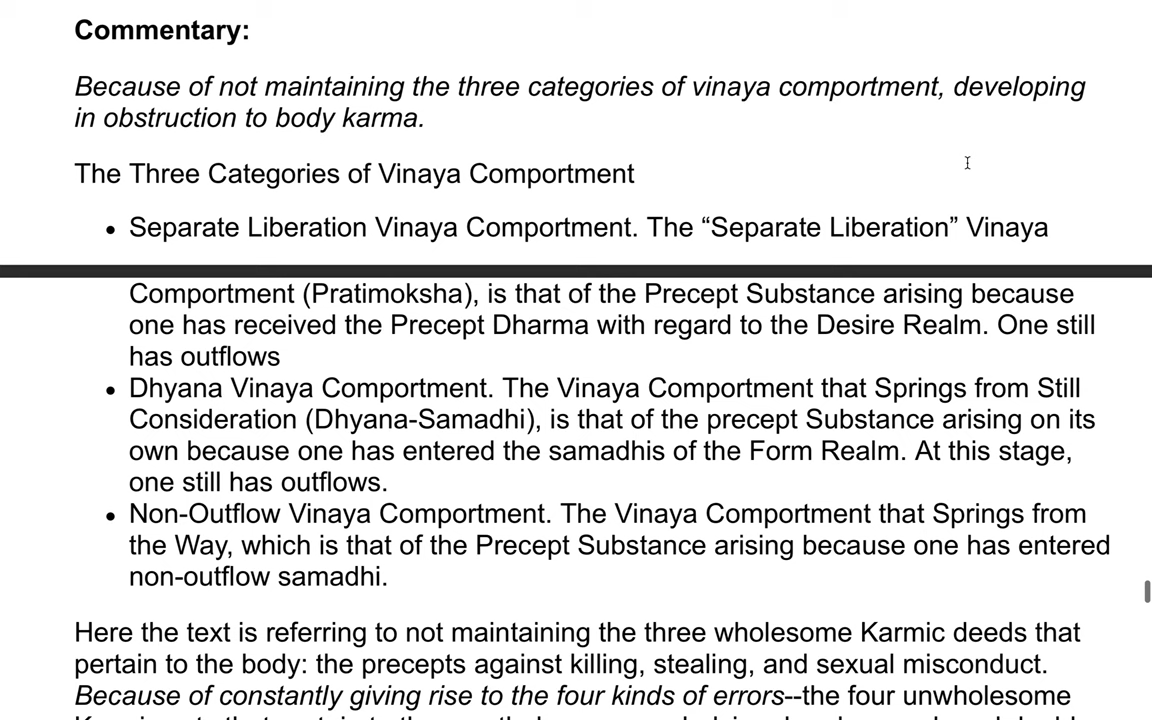 Commentary:
Because of not maintaining the three categories of vinaya comportment, developing
in obstruction to body karma.
The Three Categories of Vinaya Comportment
• Separate Liberation Vinaya Comportment. The “Separate Liberation” Vinaya
Comportment (Pratimoksha), is that of the Precept Substance arising because
one has received the Precept Dharma with regard to the Desire Realm. One still
has outflows
• Dhyana Vinaya Comportment. The Vinaya Comportment that Springs from Still
Consideration (Dhyana-Samadhi), is that of the precept Substance arising on its
own because one has entered the samadhis of the Form Realm. At this stage,
one still has outflows.
• Non-Outflow Vinaya Comportment. The Vinaya Comportment that Springs from
the Way, which is that of the Precept Substance arising because one has entered
non-outflow samadhi.
Here the text is referring to not maintaining the three wholesome Karmic deeds that
pertain to the body: the precepts against killing, stealing, and sexual misconduct.
Because of constantly giving rise to the four kinds of errors--the four unwholesome